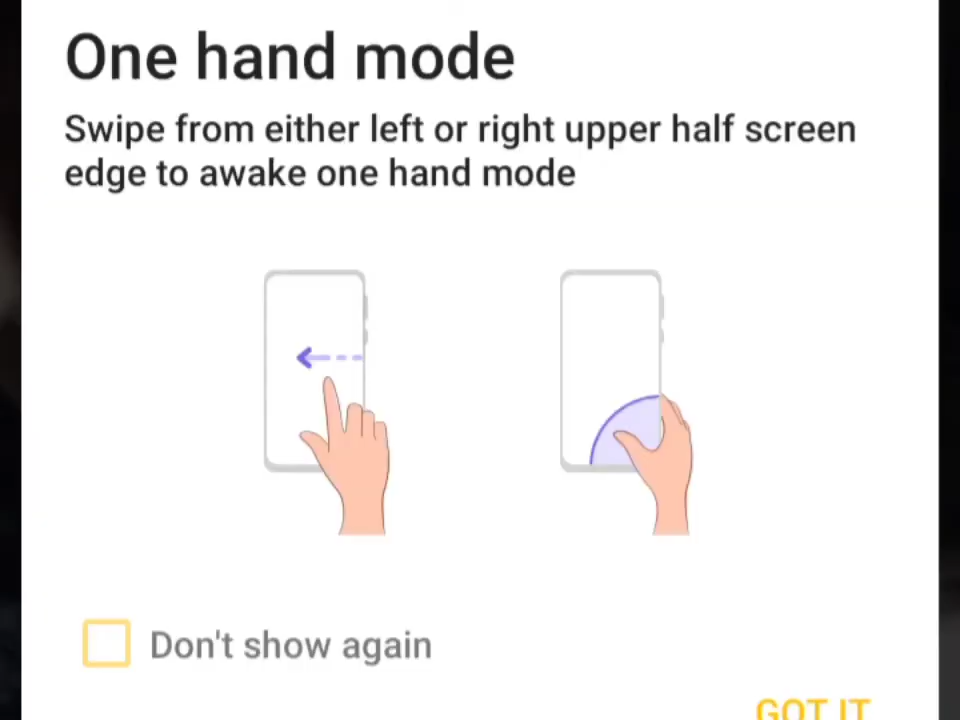 One hand mode
Swipe from either left or right upper half screen
edge to awake one hand mode
Don't show again
GOT IT